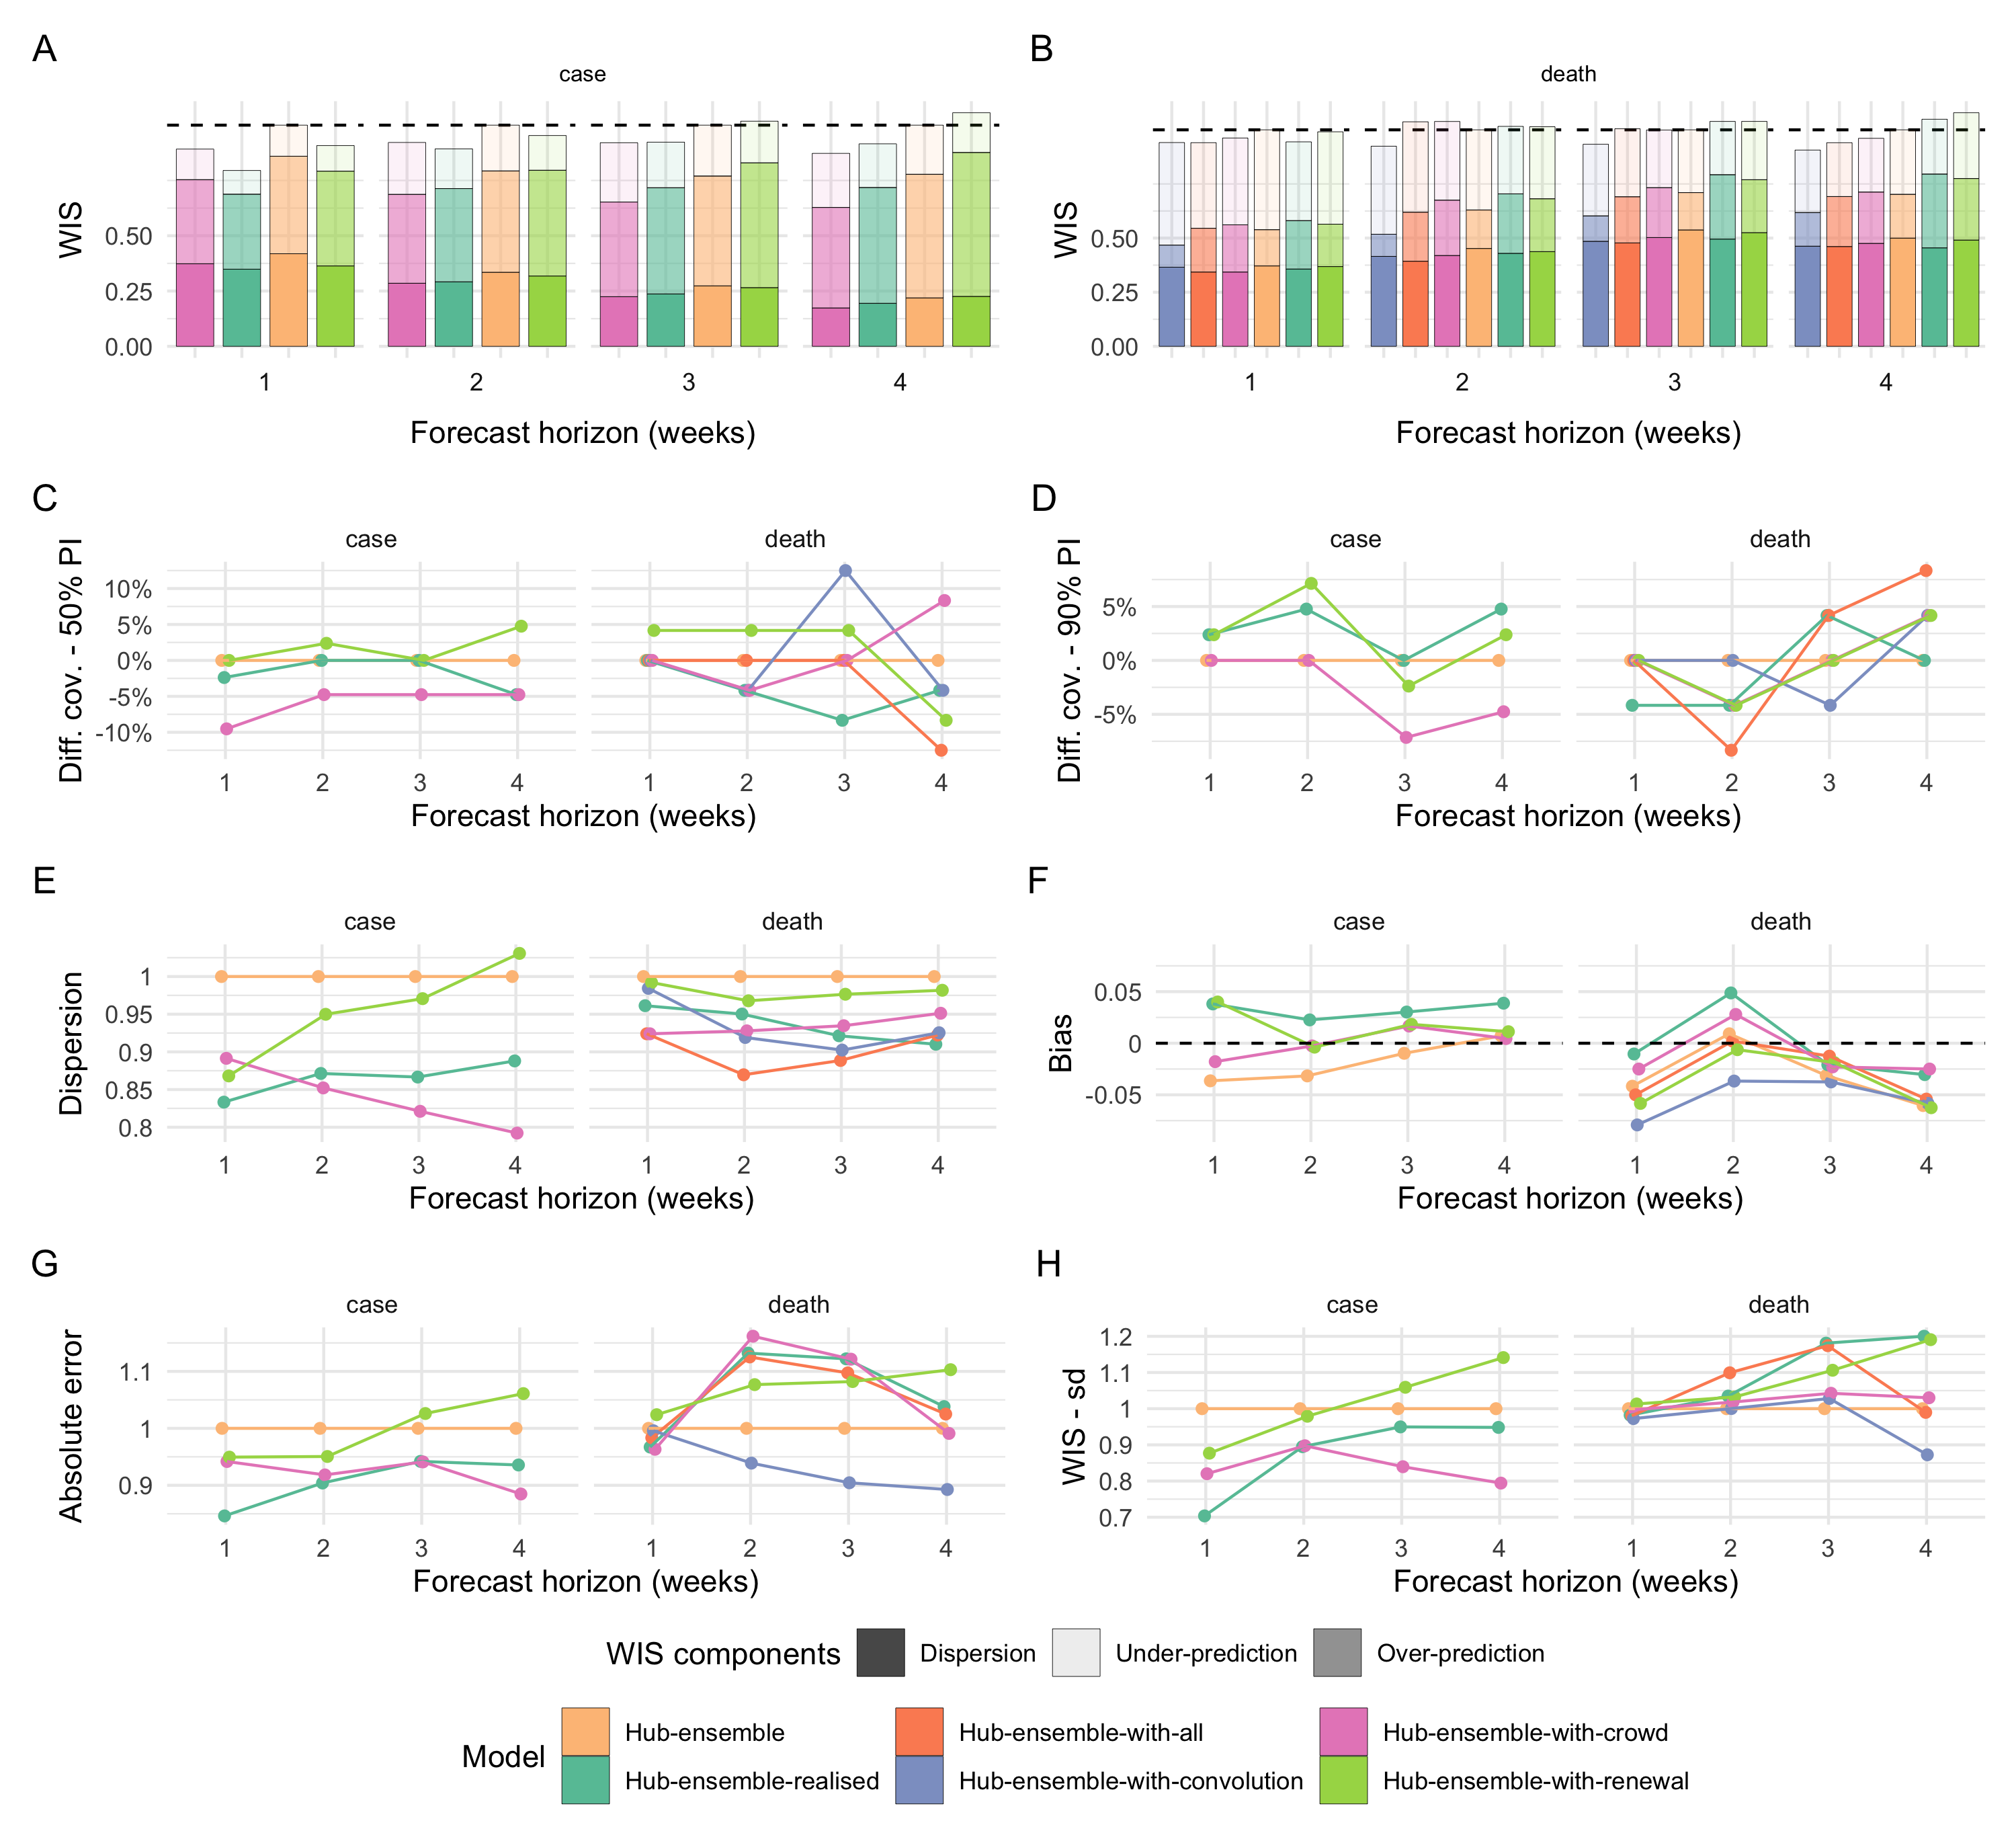 A
case
WIS
0.50
0.25
0.00
1 2 3 4
Forecast horizon (weeks)
B
death
WIS
0.50
0.25
0.00
1 2 3 4
Forecast horizon (weeks)
C
case death
Diff. cov. - 50% PI
10%
5%
0%
-5%
-10%
1 2 3 4 1 2 3 4
Forecast horizon (weeks)
D
case death
Diff. cov. - 90% PI
5%
0%
-5%
1 2 3 4 1 2 3 4
Forecast horizon (weeks)
E
case death
Dispersion
1
0.95
0.9
0.85
0.8
1 2 3 4 1 2 3 4
Forecast horizon (weeks)
F
case death
Bias
0.05
0
-0.05
1 2 3 4 1 2 3 4
Forecast horizon (weeks)
G
case death
Absolute error
1.1
1
0.9
1 2 3 4 1 2 3 4
Forecast horizon (weeks)
H
case death
WIS - sd
1.2
1.1
1
0.9
0.8
0.7
1 2 3 4 1 2 3 4
Forecast horizon (weeks)
WIS components Dispersion Under-prediction Over-prediction
Model
Hub-ensemble Hub-ensemble-with-all Hub-ensemble-with-crowd
Hub-ensemble-realised Hub-ensemble-with-convolution Hub-ensemble-with-renewal